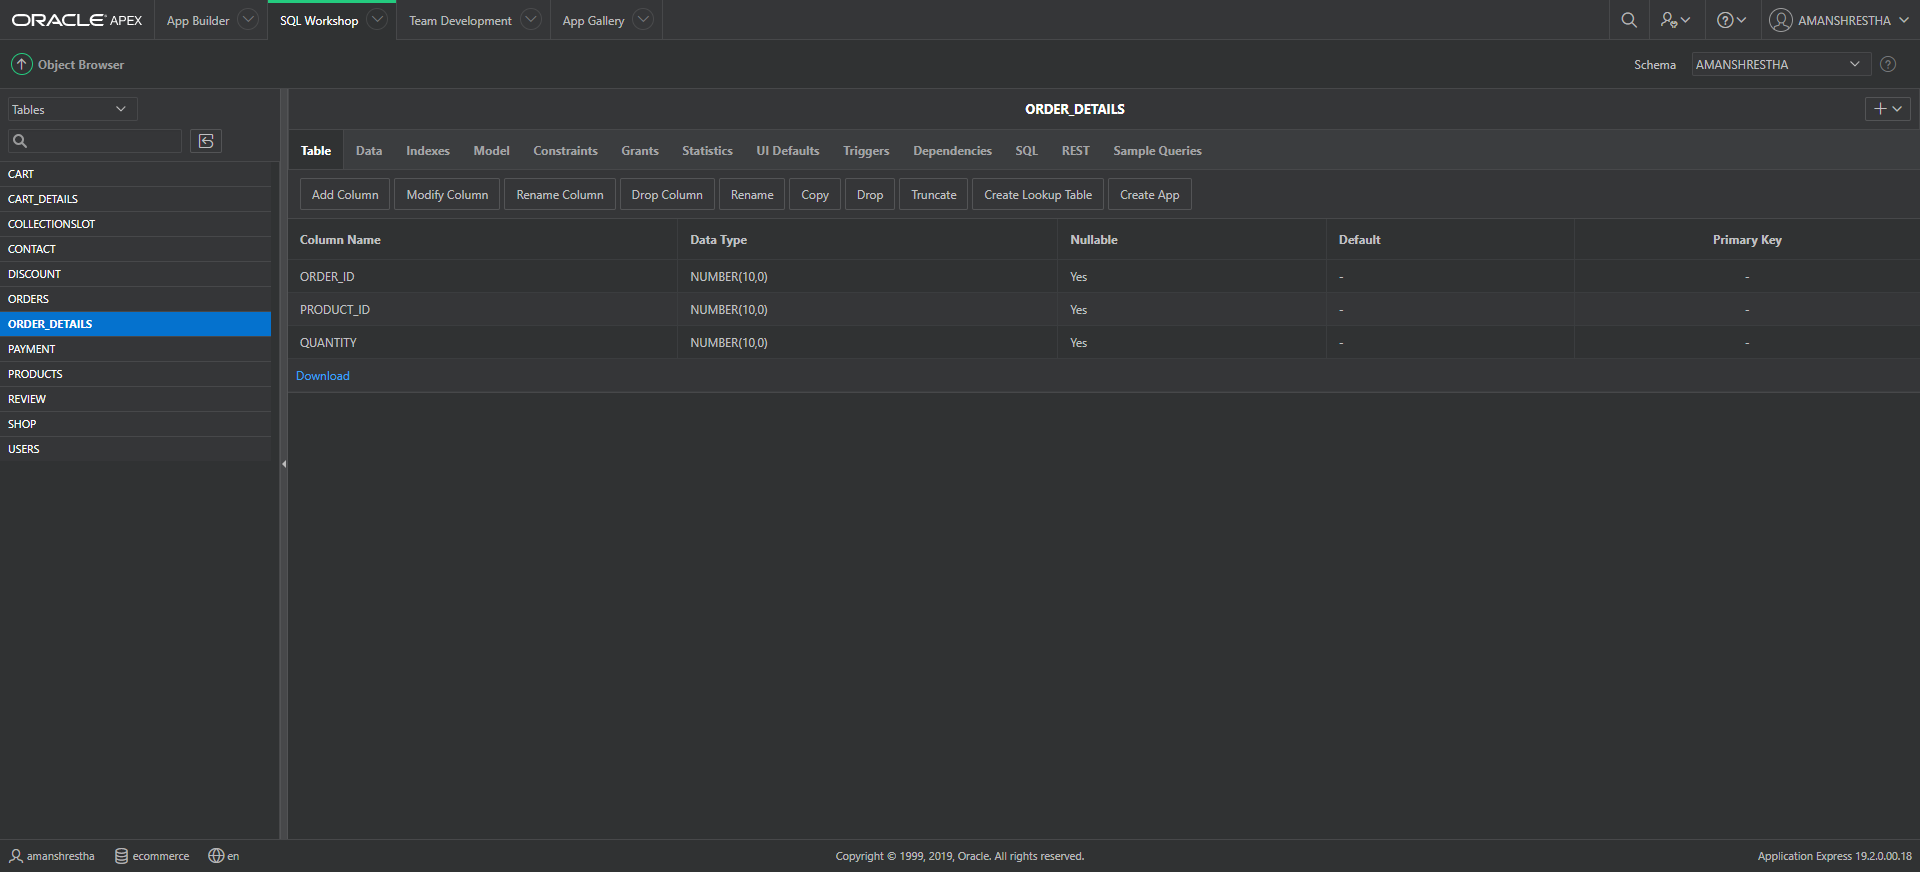 ORACLE APEX App Builder SQL Workshop Team Development App Gallery AMANSHRESTHA
Object Browser Schema AMANSHRESTHA
Tables
ORDER_DETAILS
Table Data Indexes Model Constraints Grants Statistics UI Defaults Triggers Dependencies SQL REST Sample Queries
Add Column Modify Column Rename Column Drop Column Rename Copy Drop Truncate Create Lookup Table Create App
CART
CART_DETAILS
COLLECTIONSLOT
CONTACT
DISCOUNT
ORDERS
ORDER_DETAILS
PAYMENT
PRODUCTS
REVIEW
SHOP
USERS
Column Name Data Type Nullable Default Primary Key
ORDER_ID NUMBER(10,0) Yes - -
PRODUCT_ID NUMBER(10,0) Yes - -
QUANTITY NUMBER(10,0) Yes - -
Download
amanshrestha ecommerce en Copyright © 1999, 2019, Oracle. All rights reserved. Application Express 19.2.0.00.18